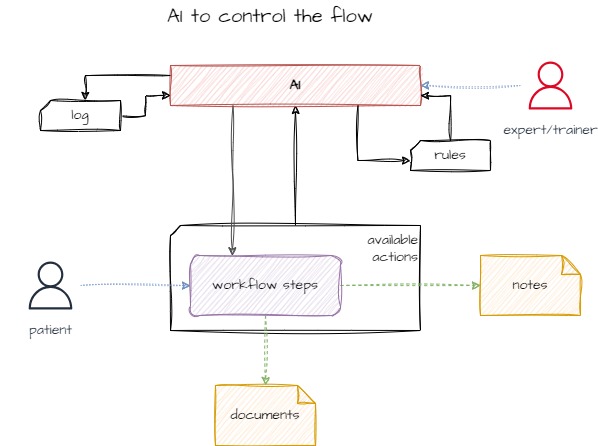 AI to control the flow
AI
log
expert/trainer
rules
available
actions
workflow steps
notes
patient
documents